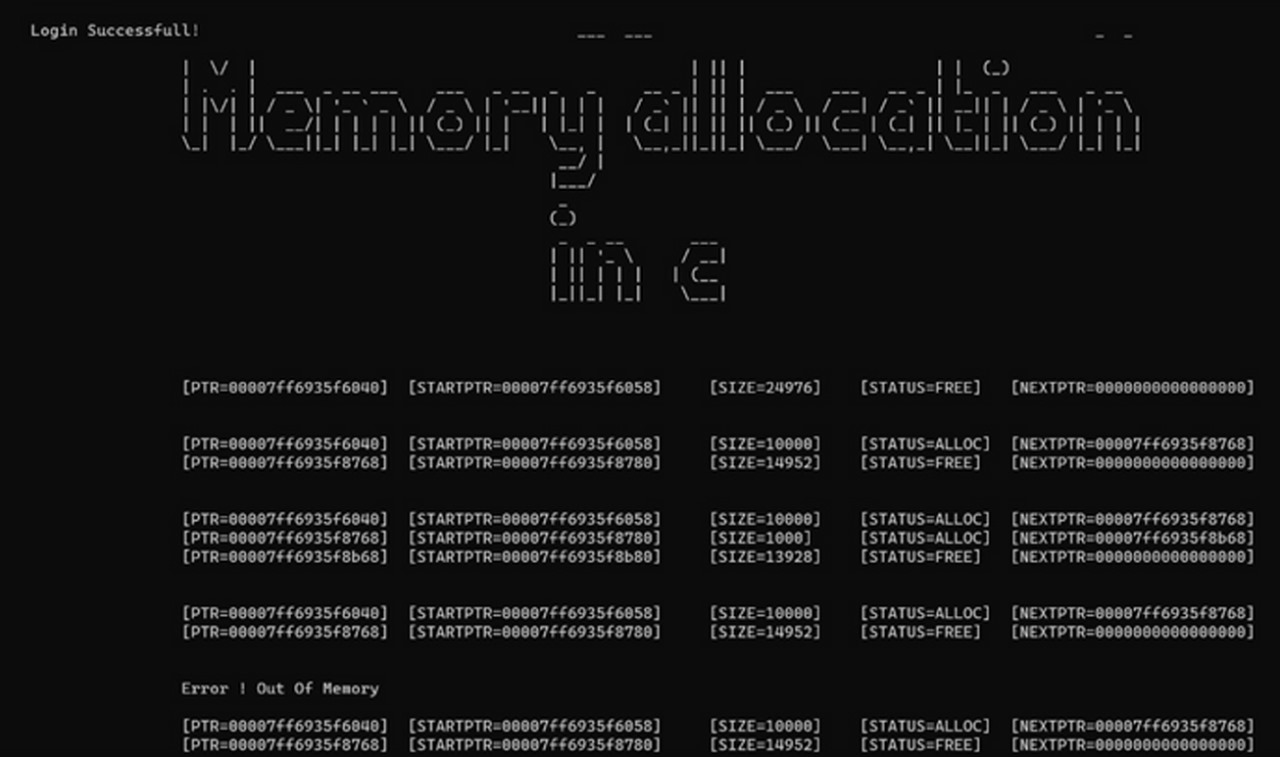 Login Successfull!
Memory allocation
in c
[PTR=00007ff6935f6040] [STARTPTR=00007ff6935f6058] [SIZE=24976] [STATUS=FREE] [NEXTPTR=0000000000000000]
[PTR=00007ff6935f6040] [STARTPTR=00007ff6935f6058] [SIZE=10000] [STATUS=ALLOC] [NEXTPTR=00007ff6935f8768]
[PTR=00007ff6935f8768] [STARTPTR=00007ff6935f8780] [SIZE=14952] [STATUS=FREE] [NEXTPTR=0000000000000000]
[PTR=00007ff6935f6040] [STARTPTR=00007ff6935f6058] [SIZE=10000] [STATUS=ALLOC] [NEXTPTR=00007ff6935f8768]
[PTR=00007ff6935f8768] [STARTPTR=00007ff6935f8780] [SIZE=1000] [STATUS=ALLOC] [NEXTPTR=00007ff6935f8b68]
[PTR=00007ff6935f8b68] [STARTPTR=00007ff6935f8b80] [SIZE=13928] [STATUS=FREE] [NEXTPTR=0000000000000000]
[PTR=00007ff6935f6040] [STARTPTR=00007ff6935f6058] [SIZE=10000] [STATUS=ALLOC] [NEXTPTR=00007ff6935f8768]
[PTR=00007ff6935f8768] [STARTPTR=00007ff6935f8780] [SIZE=14952] [STATUS=FREE] [NEXTPTR=0000000000000000]
Error ! Out Of Memory
[PTR=00007ff6935f6040] [STARTPTR=00007ff6935f6058] [SIZE=10000] [STATUS=ALLOC] [NEXTPTR=00007ff6935f8768]
[PTR=00007ff6935f8768] [STARTPTR=00007ff6935f8780] [SIZE=14952] [STATUS=FREE] [NEXTPTR=0000000000000000]